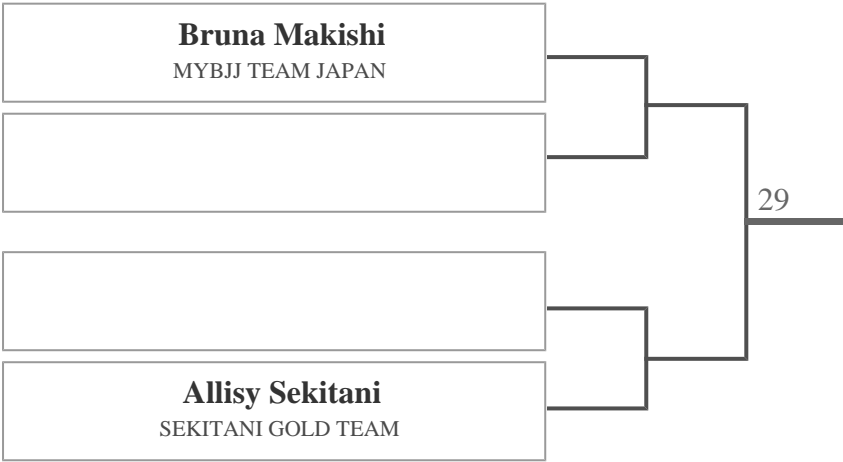 Bruna Makishi
MYBJJ TEAM JAPAN
29
Allisy Sekitani
SEKITANI GOLD TEAM